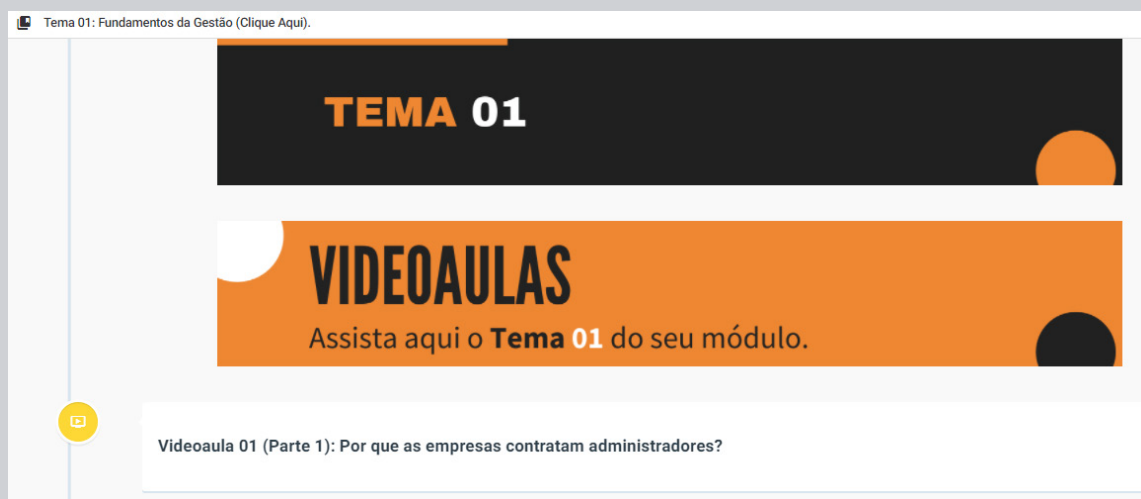 Tema 01: Fundamentos da Gestão (Clique Aqui).
TEMA 01
VIDEOAULAS
Assista aqui o Tema 01 do seu módulo.
Videoaula 01 (Parte 1): Por que as empresas contratam administradores?